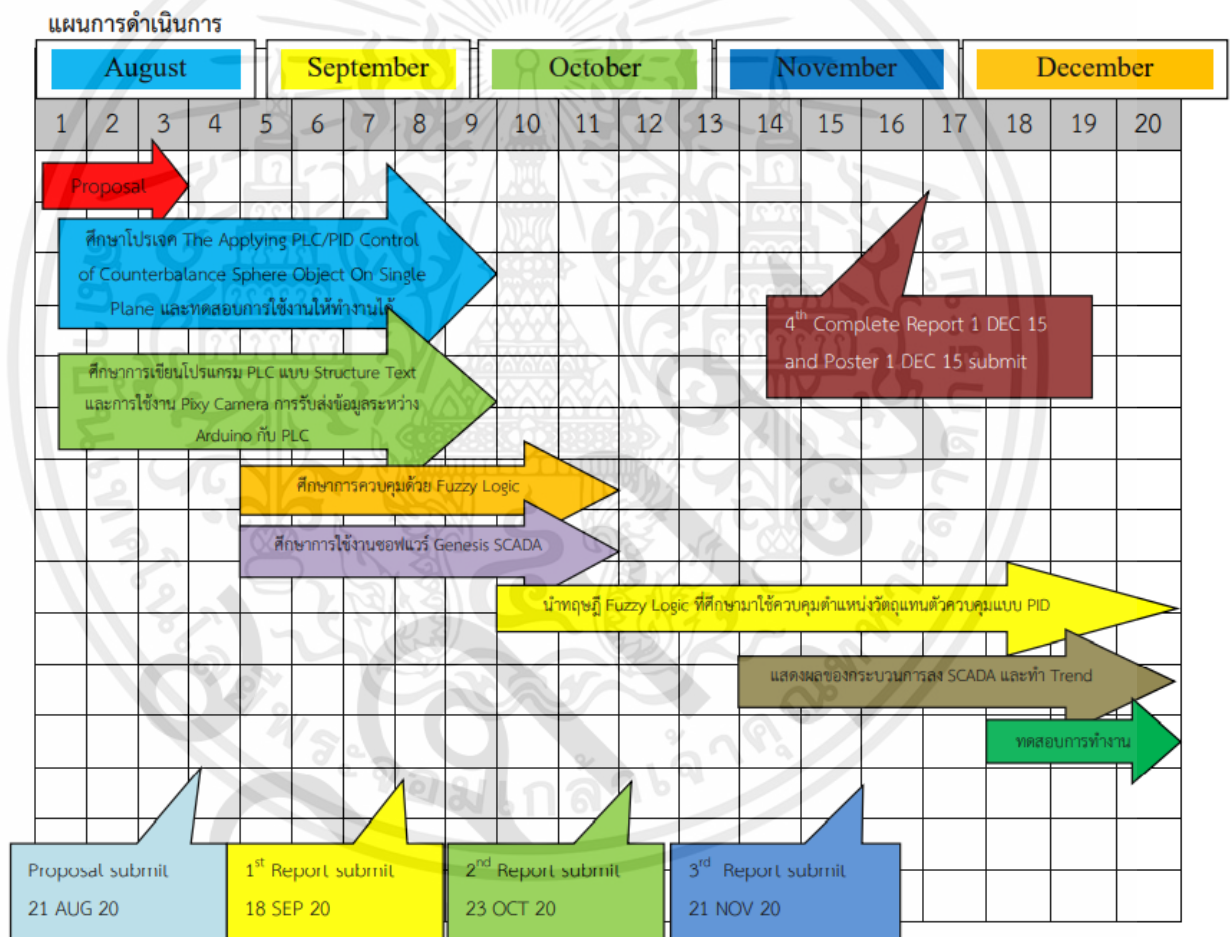 แผนการดำเนินการ
August September October November December
1 2 3 4 5 6 7 8 9 10 11 12 13 14 15 16 17 18 19 20
Proposal
ศึกษาโปรเจค The Applying PLC/PID Control
of Counterbalance Sphere Object On Single
Plane และทดสอบการใช้งานให้ทำงานได้
4th Complete Report 1 DEC 15
and Poster 1 DEC 15 submit
ศึกษาการเขียนโปรแกรม PLC แบบ Structure Text
และการใช้งาน Pixy Camera การรับส่งข้อมูลระหว่าง
Arduino กับ PLC
ศึกษาการควบคุมด้วย Fuzzy Logic
ศึกษาการใช้งานซอฟแวร์ Genesis SCADA
นำทฤษฎี Fuzzy Logic ที่ศึกษามาใช้ควบคุมตำแหน่งวัตถุแทนตัวควบคุมแบบ PID
แสดงผลของกระบวนการลง SCADA และทำ Trend
ทดสอบการทำงาน
Proposal submit
21 AUG 20
1st Report submit
18 SEP 20
2nd Report submit
23 OCT 20
3rd Report submit
21 NOV 20